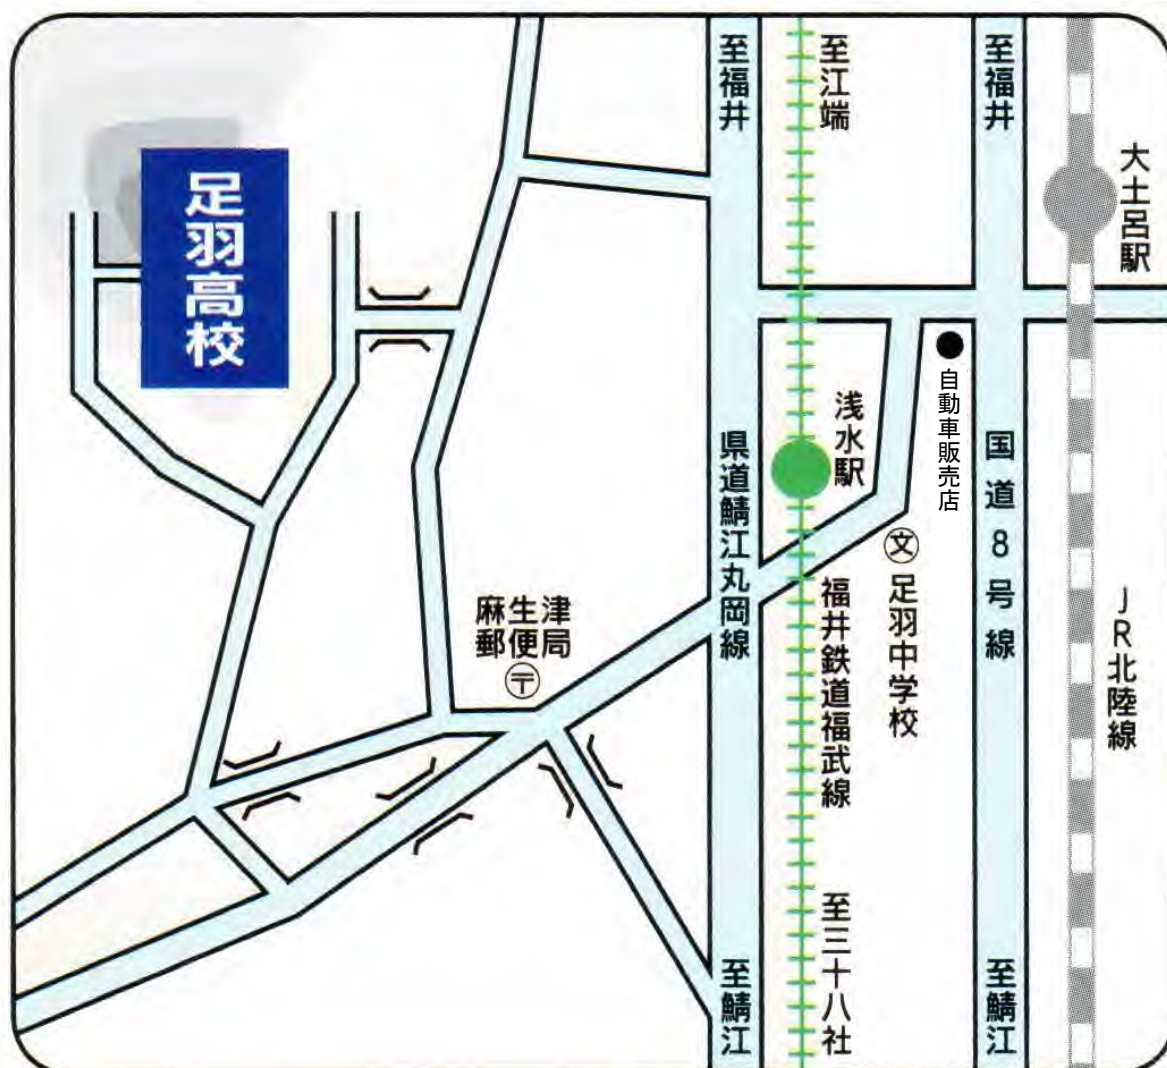 足羽高校
至福井
至江端
至福井
大土呂駅
自動車販売店
浅水駅
県道鯖江丸岡線
国道8号線
文
足羽中学校
麻生津
郵便局
〒
福井鉄道福武線
JR北陸線
至鯖江
至三十八社
至鯖江